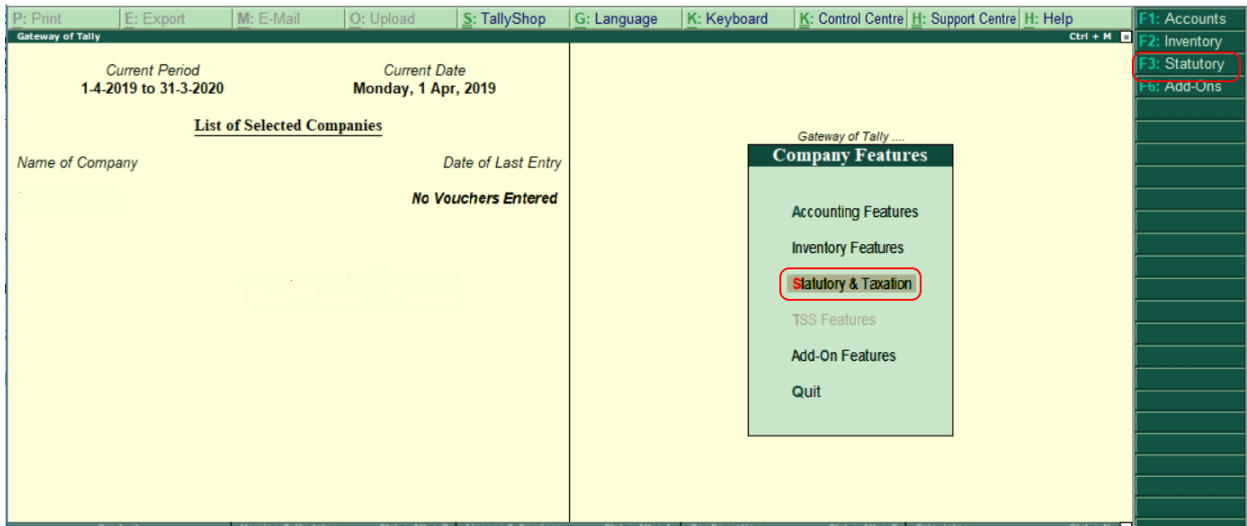 P: Print E: Export M: E-Mail O: Upload S: TallyShop G: Language K: Keyboard K: Control Centre H: Support Centre H: Help
Gateway of Tally Ctrl + M
Current Period Current Date
1-4-2019 to 31-3-2020 Monday, 1 Apr, 2019
List of Selected Companies
Name of Company Date of Last Entry
No Vouchers Entered
Gateway of Tally ....
Company Features
Accounting Features
Inventory Features
Statutory & Taxation
TSS Features
Add-On Features
Quit
F1: Accounts
F2: Inventory
F3: Statutory
F6: Add-Ons